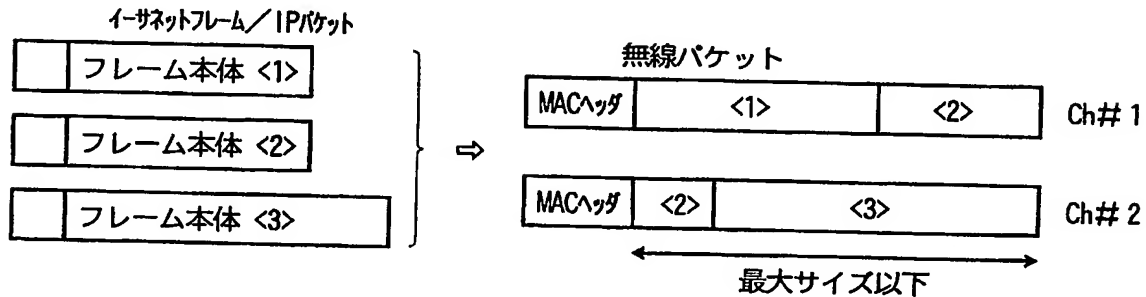 イーサネットフレーム／IPパケット
フレーム本体 <1>
フレーム本体 <2>
フレーム本体 <3>
⇨
無線パケット
MACヘッダ <1> <2> Ch＃1
MACヘッダ <2> <3> Ch＃2
最大サイズ以下